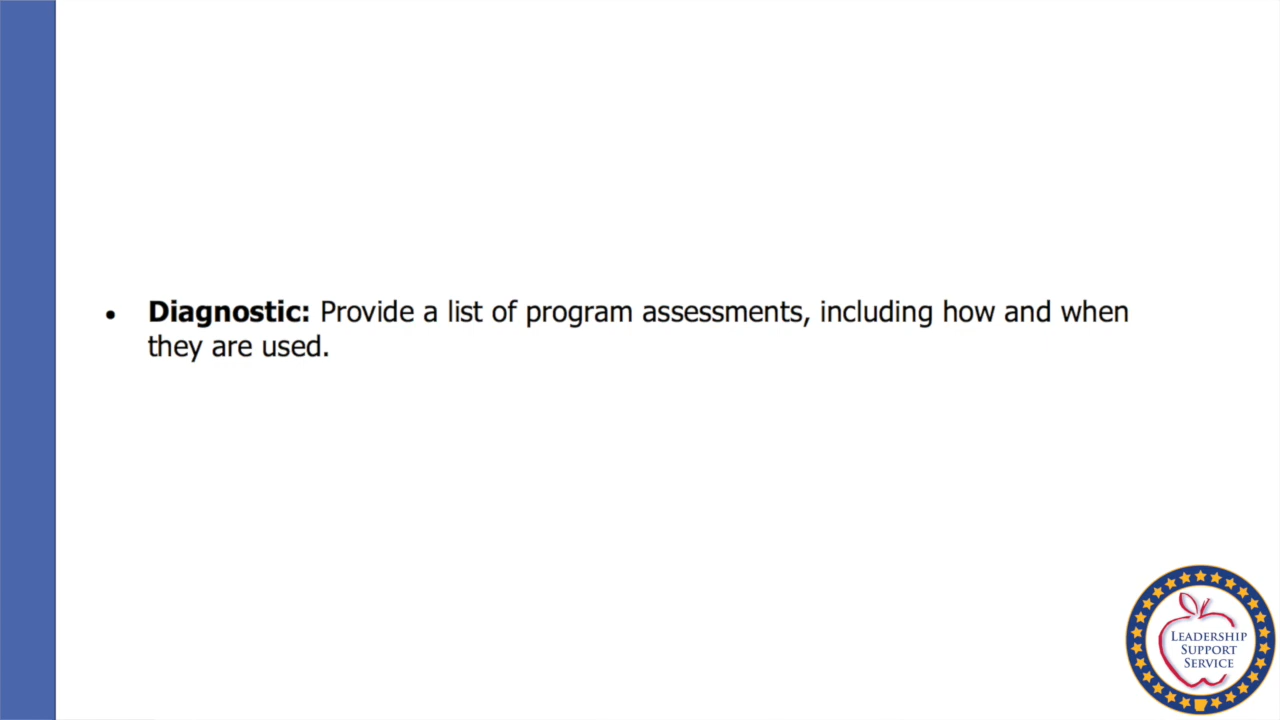 • Diagnostic: Provide a list of program assessments, including how and when
they are used.
LEADERSHIP
SUPPORT
SERVICE